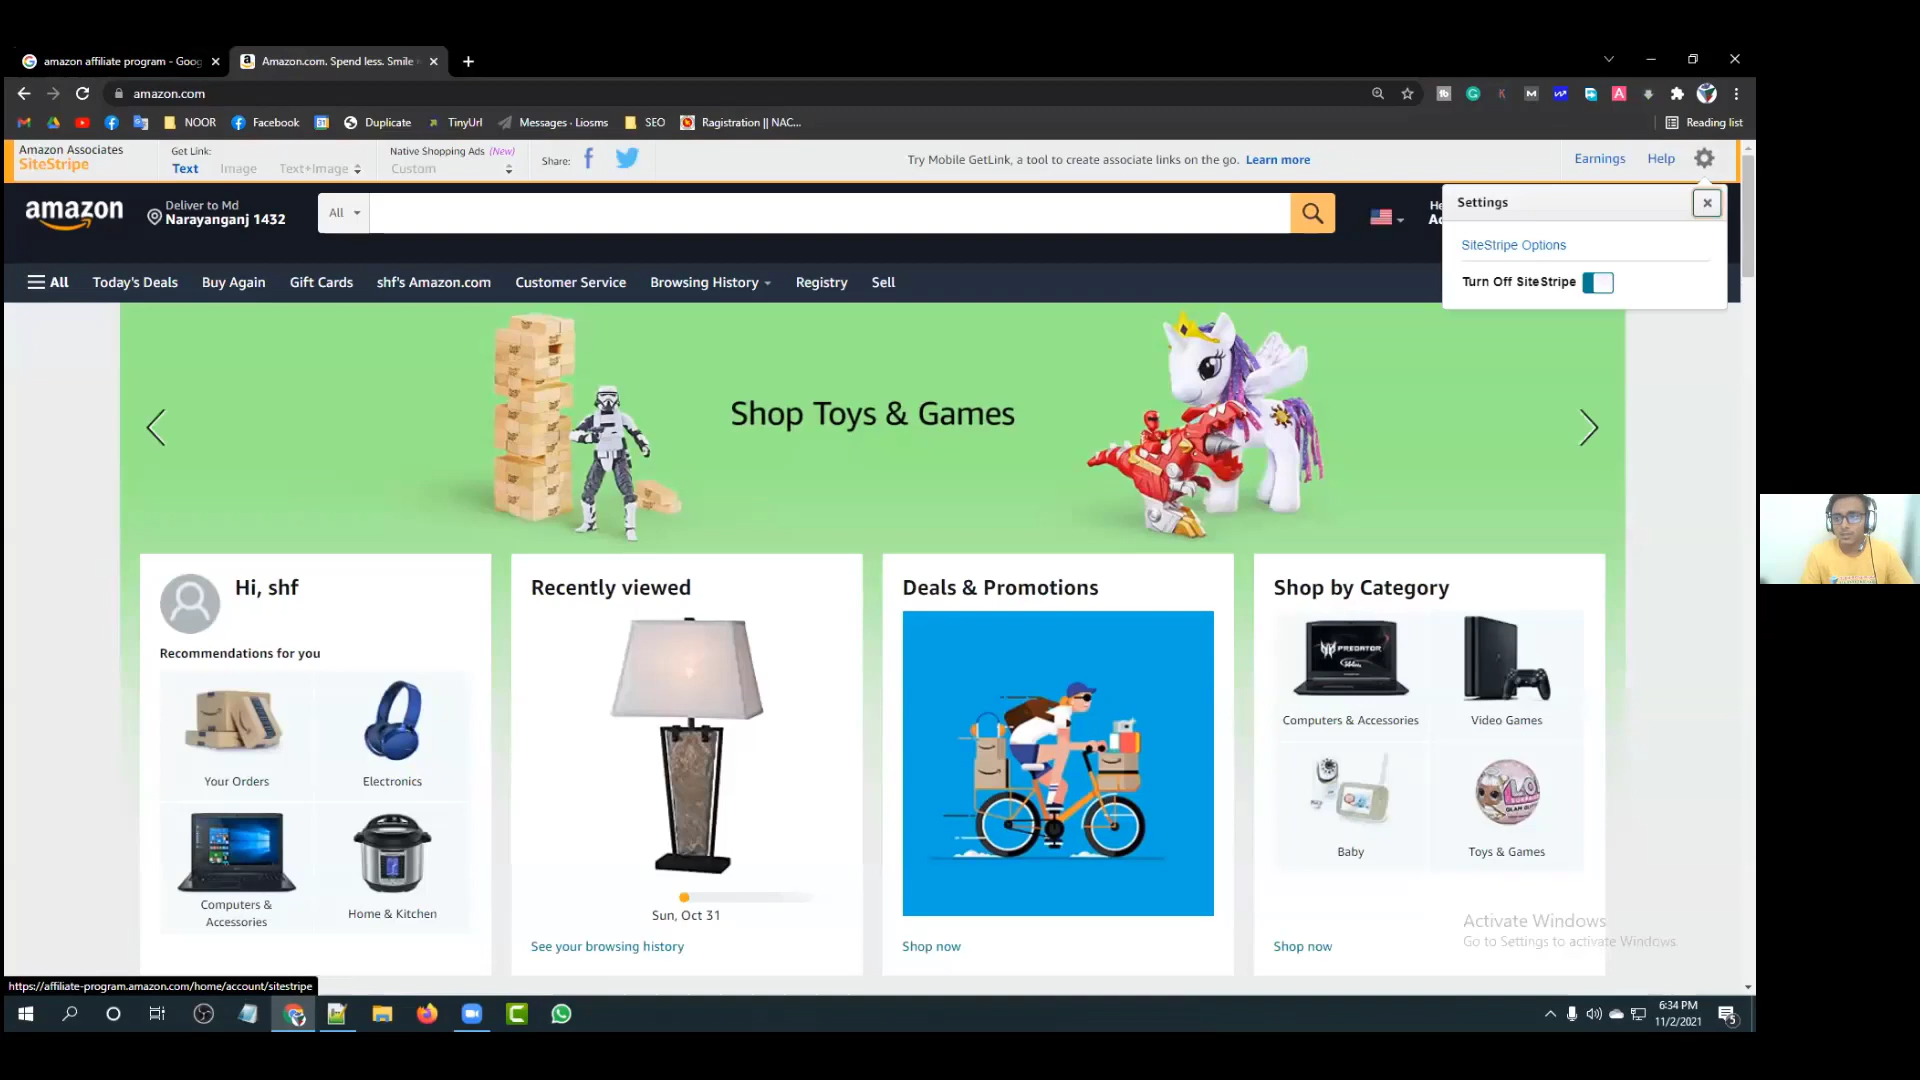 amazon affiliate program - Goog
Amazon.com. Spend less. Smile
amazon.com
NOOR
Facebook
Duplicate
TinyUrl
Messages · Liosms
SEO
Ragistration || NAC...
Reading list
Amazon Associates
SiteStripe
Get Link:
Text Image Text+Image
Native Shopping Ads (New)
Custom
Share:
Try Mobile GetLink, a tool to create associate links on the go. Learn more
Earnings
Help
amazon
Deliver to Md
Narayanganj 1432
All
Settings
SiteStripe Options
Turn Off SiteStripe
All
Today's Deals
Buy Again
Gift Cards
shf's Amazon.com
Customer Service
Browsing History
Registry
Sell
Shop Toys & Games
Hi, shf
Recommendations for you
Your Orders
Electronics
Computers &
Accessories
Home & Kitchen
Recently viewed
Sun, Oct 31
See your browsing history
Deals & Promotions
Shop now
Shop by Category
PREDATOR
Computers & Accessories
Video Games
Baby
Toys & Games
Shop now
Activate Windows
Go to Settings to activate Windows.
https://affiliate-program.amazon.com/home/account/sitestripe
6:34 PM
11/2/2021
5